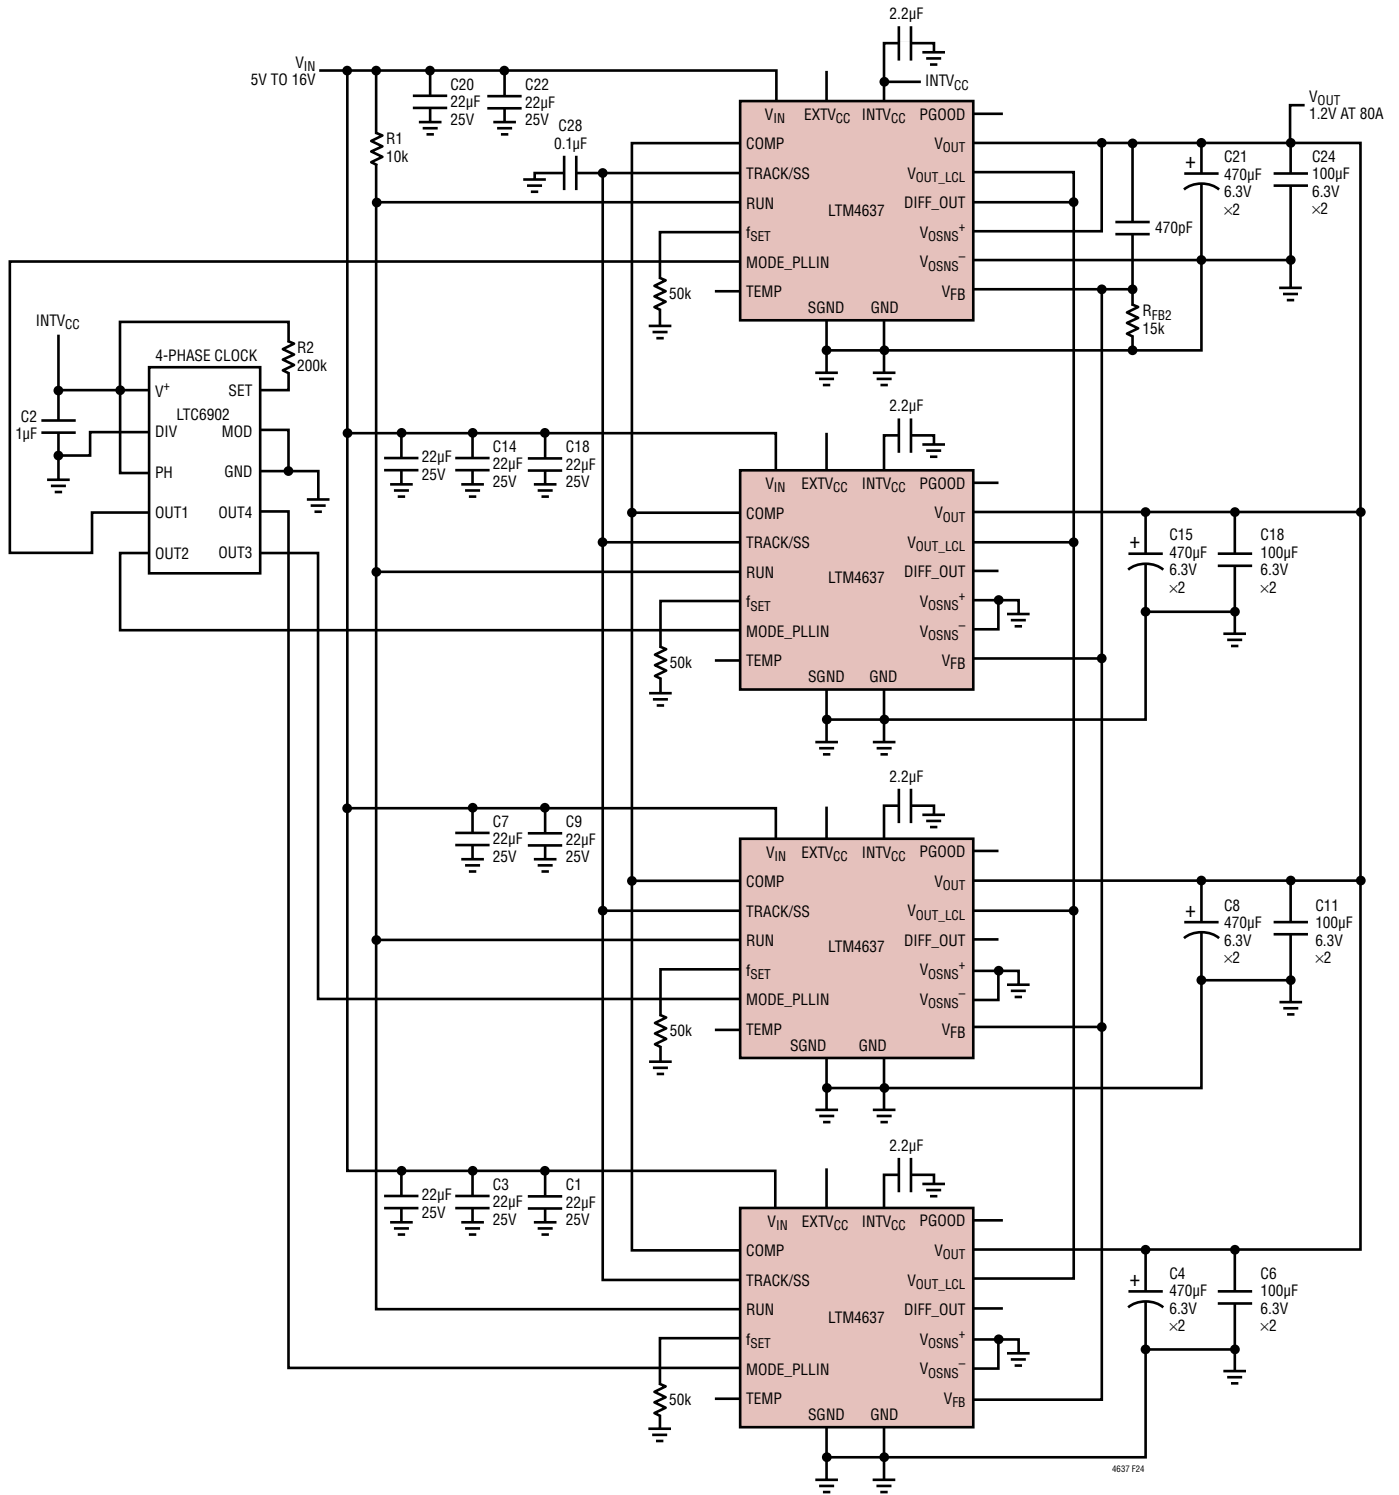 2.2µF
VIN
5V TO 16V
C20
22µF
25V
C22
22µF
25V
INTVCC
R1
10k
C28
0.1µF
VIN
EXTVCC
INTVCC
PGOOD
COMP
TRACK/SS
RUN
fSET
MODE_PLLIN
TEMP
LTM4637
VOUT
VOUT_LCL
DIFF_OUT
VOSNS+
VOSNS–
VFB
SGND
GND
50k
VOUT
1.2V AT 80A
C21
470µF
6.3V
×2
C24
100µF
6.3V
×2
470pF
RFB2
15k
INTVCC
4-PHASE CLOCK
R2
200k
C2
1µF
V+
SET
LTC6902
DIV
MOD
PH
GND
OUT1
OUT4
OUT2
OUT3
2.2µF
22µF
25V
C14
22µF
25V
C18
22µF
25V
VIN
EXTVCC
INTVCC
PGOOD
COMP
TRACK/SS
RUN
fSET
MODE_PLLIN
TEMP
LTM4637
VOUT
VOUT_LCL
DIFF_OUT
VOSNS+
VOSNS–
VFB
SGND
GND
50k
C15
470µF
6.3V
×2
C18
100µF
6.3V
×2
2.2µF
C7
22µF
25V
C9
22µF
25V
VIN
EXTVCC
INTVCC
PGOOD
COMP
TRACK/SS
RUN
fSET
MODE_PLLIN
TEMP
LTM4637
VOUT
VOUT_LCL
DIFF_OUT
VOSNS+
VOSNS–
VFB
SGND
GND
50k
C8
470µF
6.3V
×2
C11
100µF
6.3V
×2
2.2µF
22µF
25V
C3
22µF
25V
C1
22µF
25V
VIN
EXTVCC
INTVCC
PGOOD
COMP
TRACK/SS
RUN
fSET
MODE_PLLIN
TEMP
LTM4637
VOUT
VOUT_LCL
DIFF_OUT
VOSNS+
VOSNS–
VFB
SGND
GND
50k
C4
470µF
6.3V
×2
C6
100µF
6.3V
×2
4637 F24